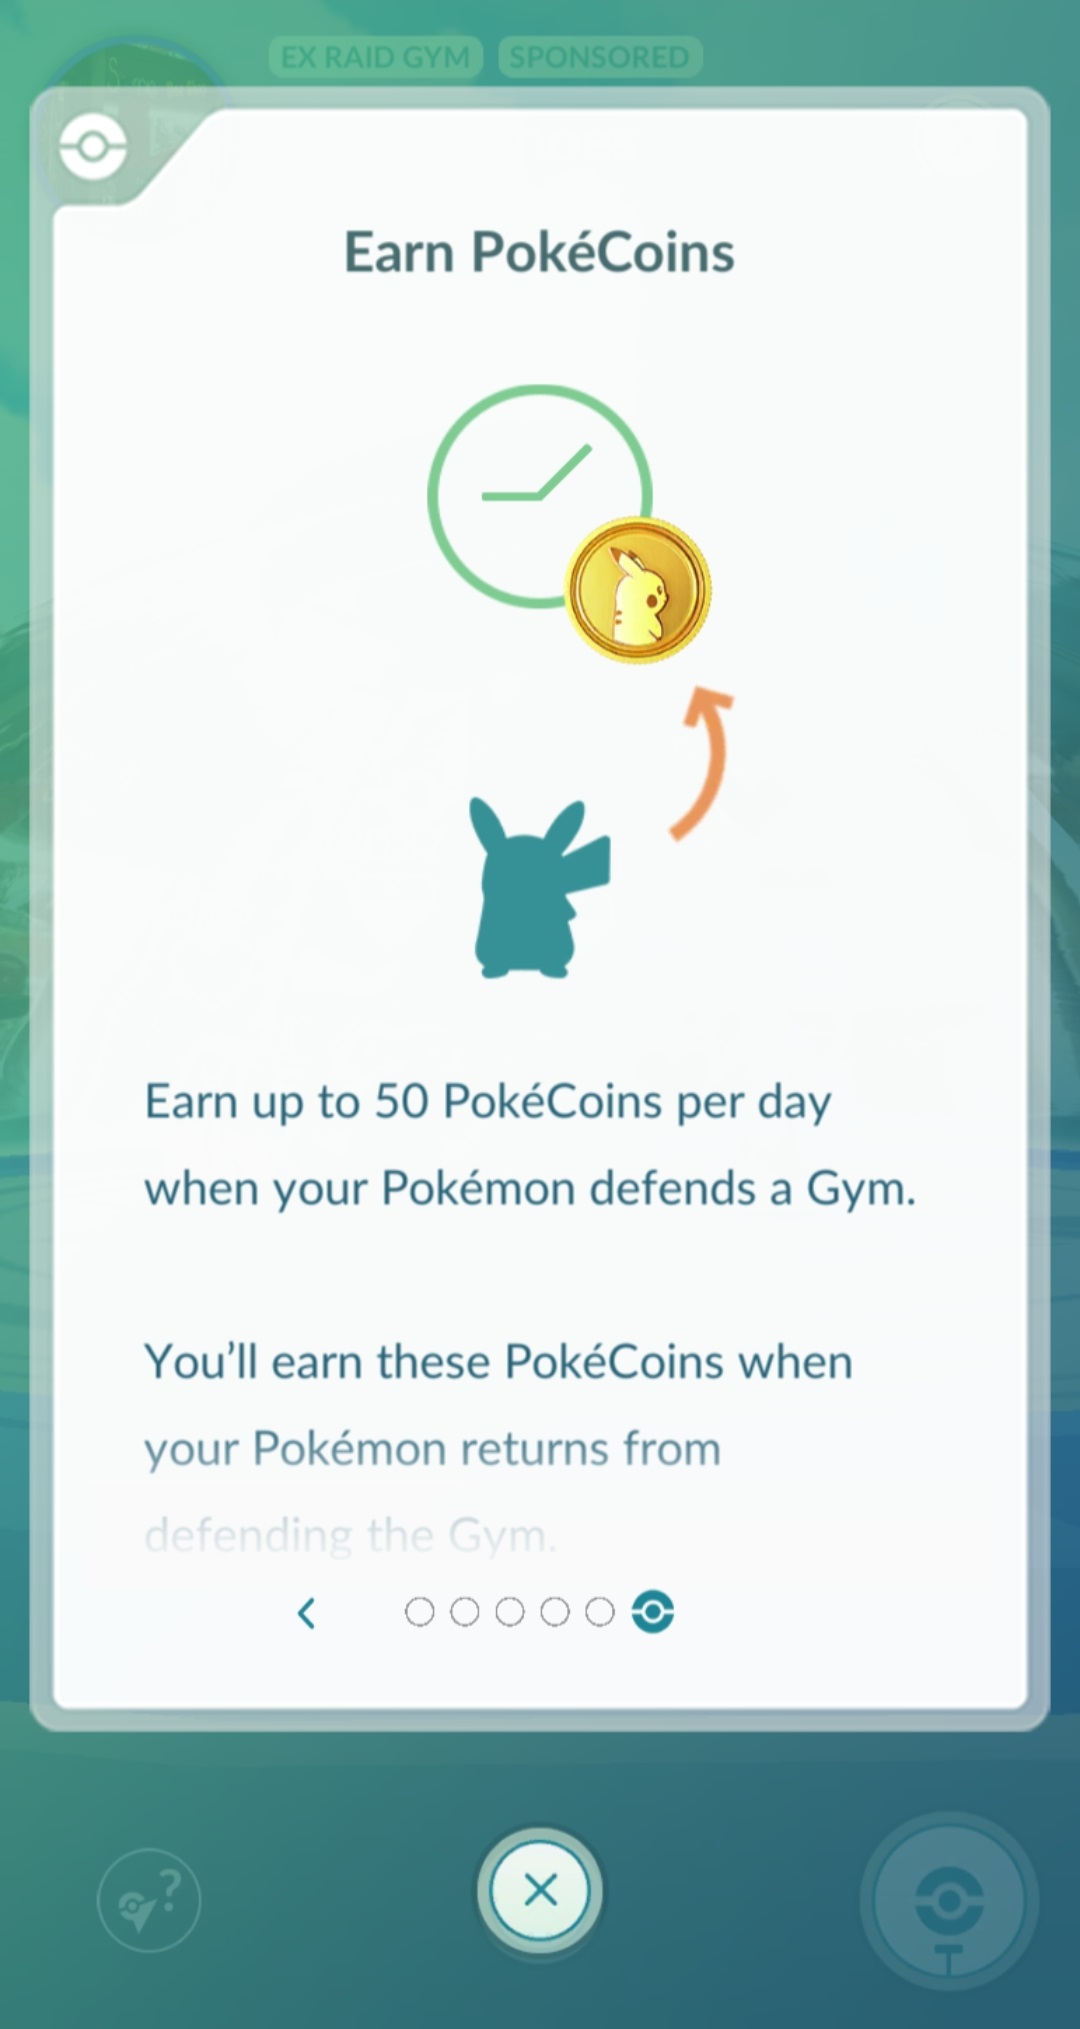 EX RAID GYM SPONSORED
Earn PokéCoins
Earn up to 50 PokéCoins per day
when your Pokémon defends a Gym.
You’ll earn these PokéCoins when
your Pokémon returns from
defending the Gym.
?